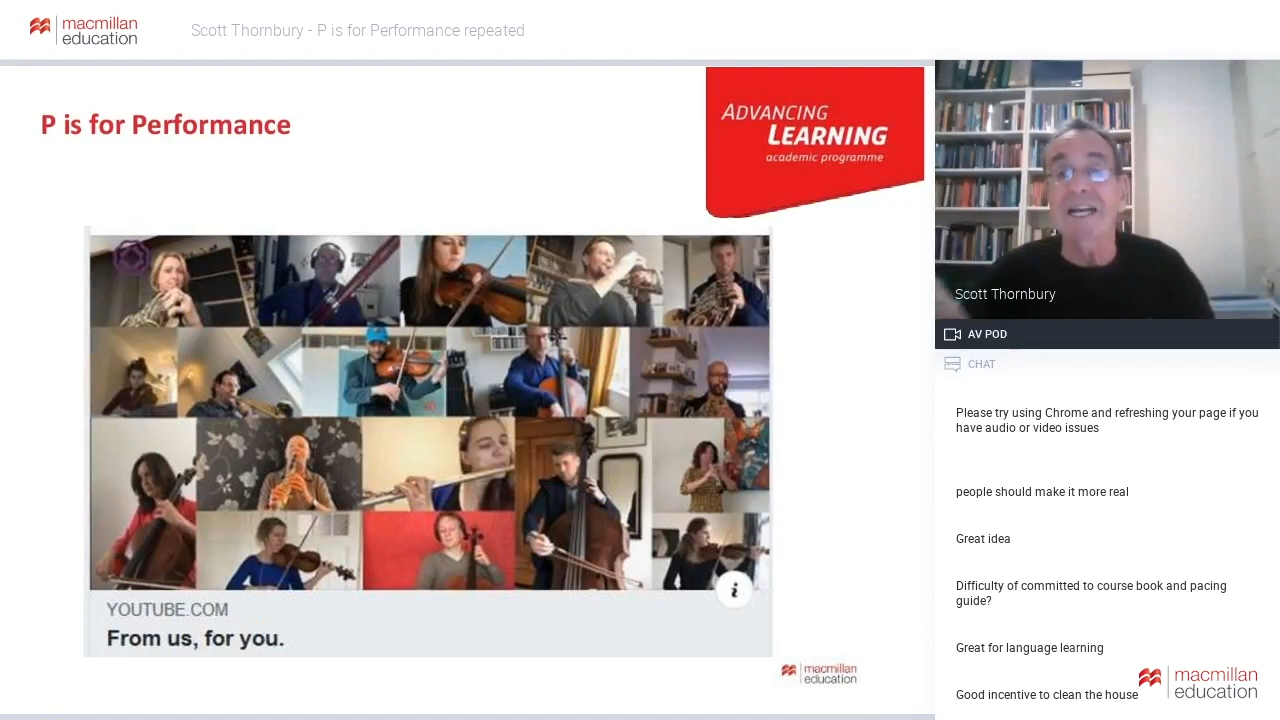 macmillan
education
Scott Thornbury - P is for Performance repeated
P is for Performance
ADVANCING
LEARNING
academic programme
YOUTUBE.COM
From us, for you.
i
macmillan
education
Scott Thornbury
AV POD
CHAT
Please try using Chrome and refreshing your page if you
have audio or video issues
people should make it more real
Great idea
Difficulty of committed to course book and pacing
guide?
Great for language learning
Good incentive to clean the house
macmillan
education